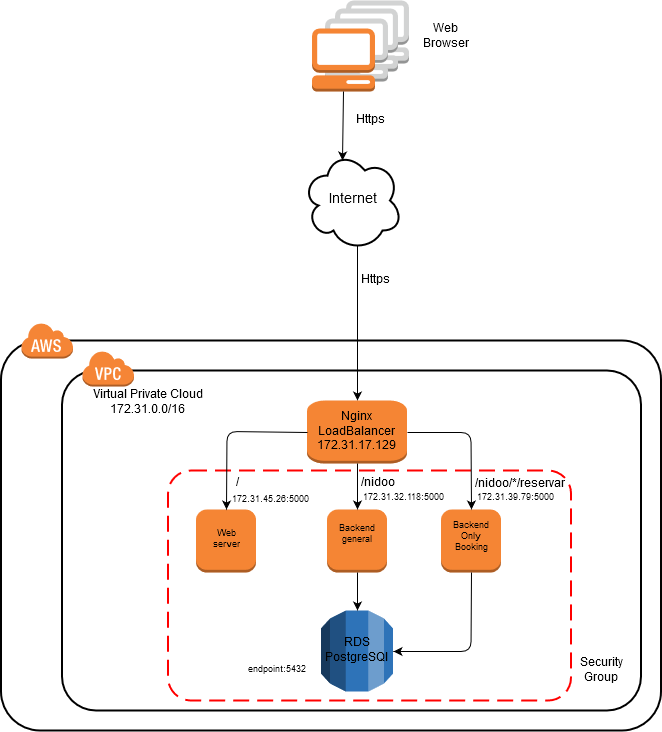 Web
Browser
Https
Internet
Https
AWS
VPC
Virtual Private Cloud
172.31.0.0/16
Nginx
LoadBalancer
172.31.17.129
/
172.31.45.26:5000
/nidoo
172.31.32.118:5000
/nidoo/*/reservar
172.31.39.79:5000
Web
server
Backend
general
Backend
Only
Booking
RDS
PostgreSQl
endpoint:5432
Security
Group